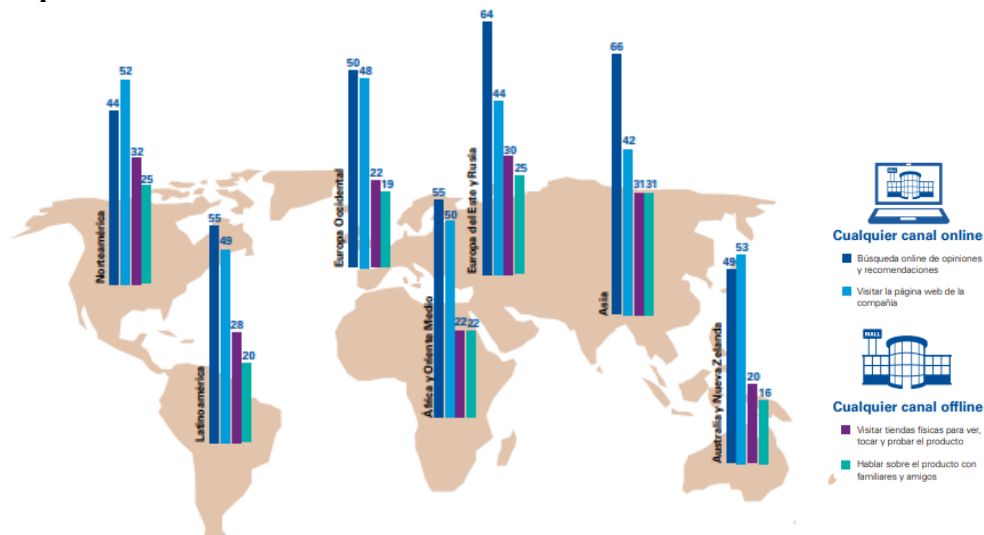 44
52
32
25
Norteamérica
55
49
28
20
Latinoamérica
50
48
22
19
Europa Occidental
55
50
22
22
África y Oriente Medio
64
44
30
25
Europa del Este y Rusia
66
42
31
31
Asia
49
53
20
16
Australia y Nueva Zelanda
MALL
Cualquier canal online
Búsqueda online de opiniones
y recomendaciones
Visitar la página web de la
compañía
MALL
Cualquier canal offline
Visitar tiendas físicas para ver,
tocar y probar el producto
Hablar sobre el producto con
familiares y amigos